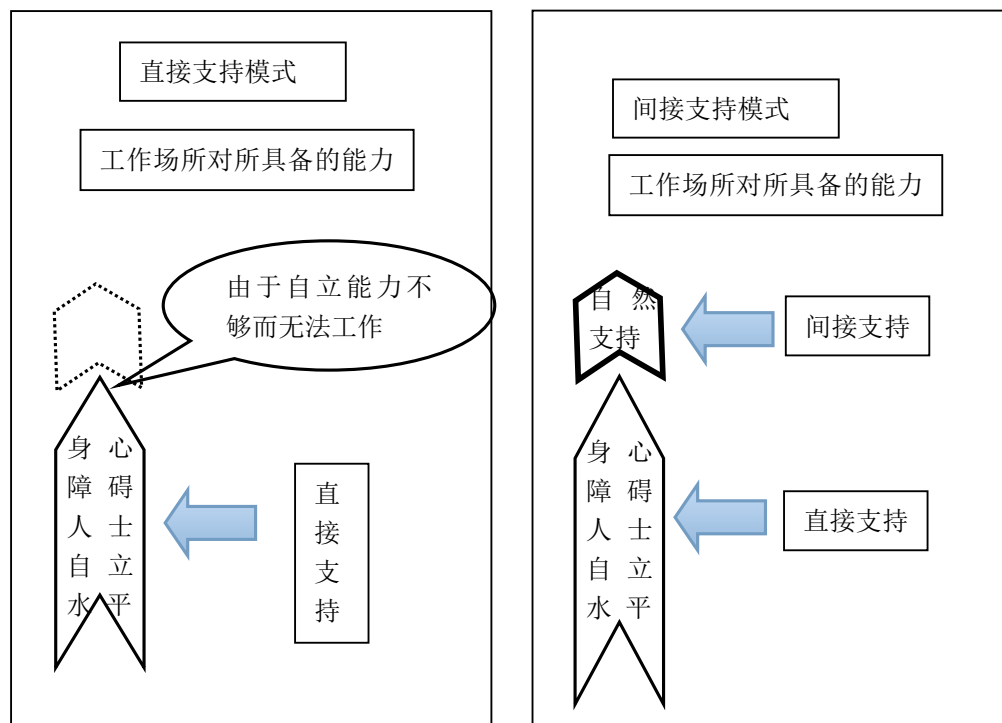 直接支持模式
工作场所对所具备的能力
由于自立能力不
够而无法工作
身心
障碍
人士
自立
水平
直
接
支
持
间接支持模式
工作场所对所具备的能力
自然
支持
间接支持
身心
障碍
人士
自立
水平
直接支持